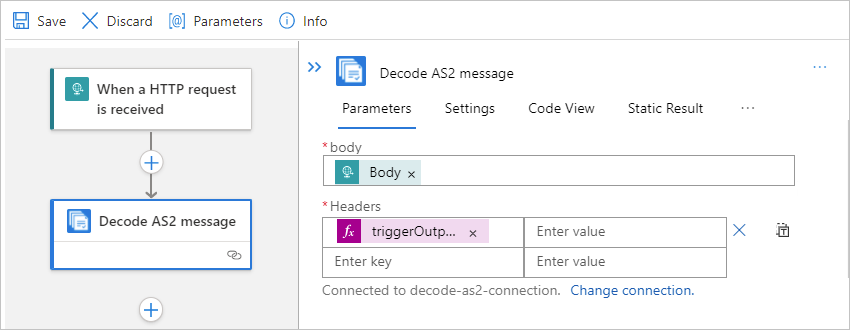 Save
Discard
[@] Parameters
Info
When a HTTP request
is received
Decode AS2 message
Decode AS2 message
...
Parameters
Settings
Code View
Static Result
...
* body
Body ×
* Headers
fx triggerOutp... ×
Enter value
Enter key
Enter value
Connected to decode-as2-connection. Change connection.